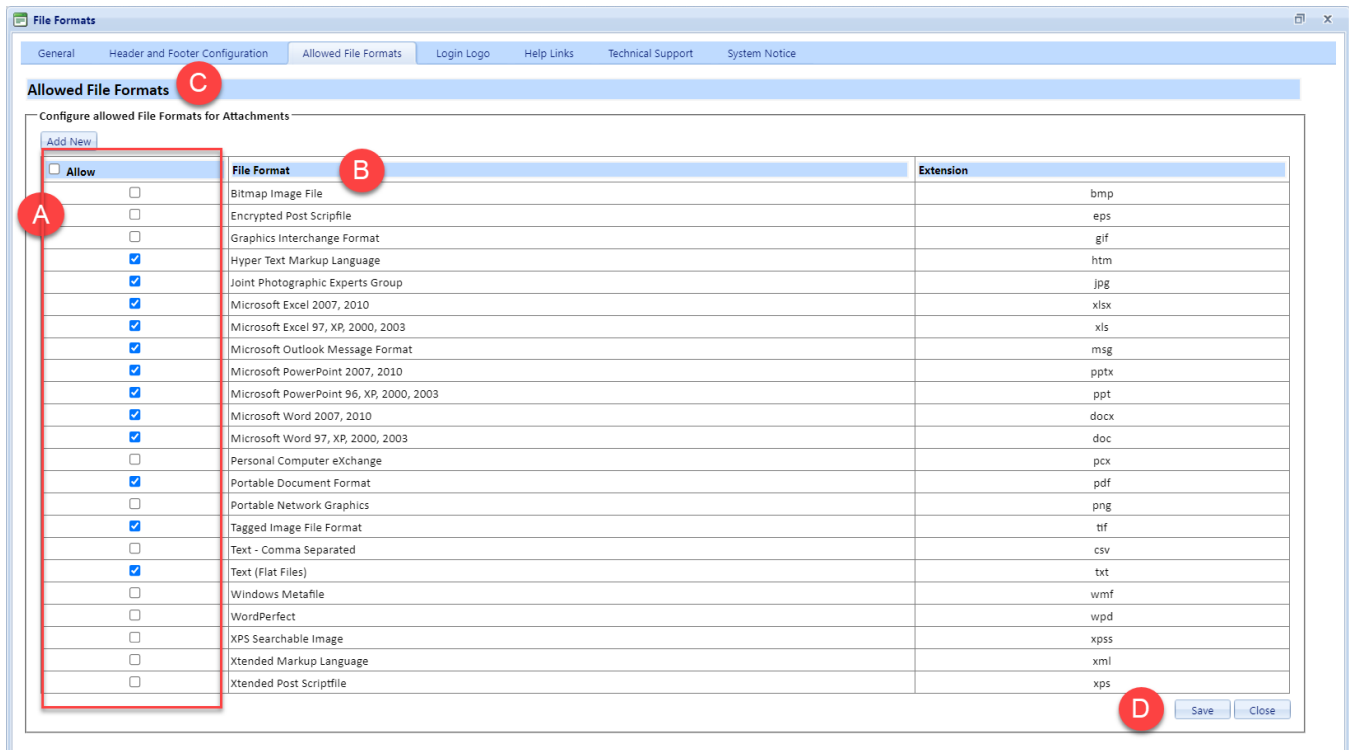 File Formats
General Header and Footer Configuration Allowed File Formats Login Logo Help Links Technical Support System Notice
Allowed File Formats C
Configure allowed File Formats for Attachments
Add New
Allow File Format B Extension
Bitmap Image File bmp
A Encrypted Post Scripfile eps
Graphics Interchange Format gif
Hyper Text Markup Language htm
Joint Photographic Experts Group jpg
Microsoft Excel 2007, 2010 xlsx
Microsoft Excel 97, XP, 2000, 2003 xls
Microsoft Outlook Message Format msg
Microsoft PowerPoint 2007, 2010 pptx
Microsoft PowerPoint 96, XP, 2000, 2003 ppt
Microsoft Word 2007, 2010 docx
Microsoft Word 97, XP, 2000, 2003 doc
Personal Computer eXchange pcx
Portable Document Format pdf
Portable Network Graphics png
Tagged Image File Format tif
Text - Comma Separated csv
Text (Flat Files) txt
Windows Metafile wmf
WordPerfect wpd
XPS Searchable Image xpss
Xtended Markup Language xml
Xtended Post Scriptfile xps
D Save Close